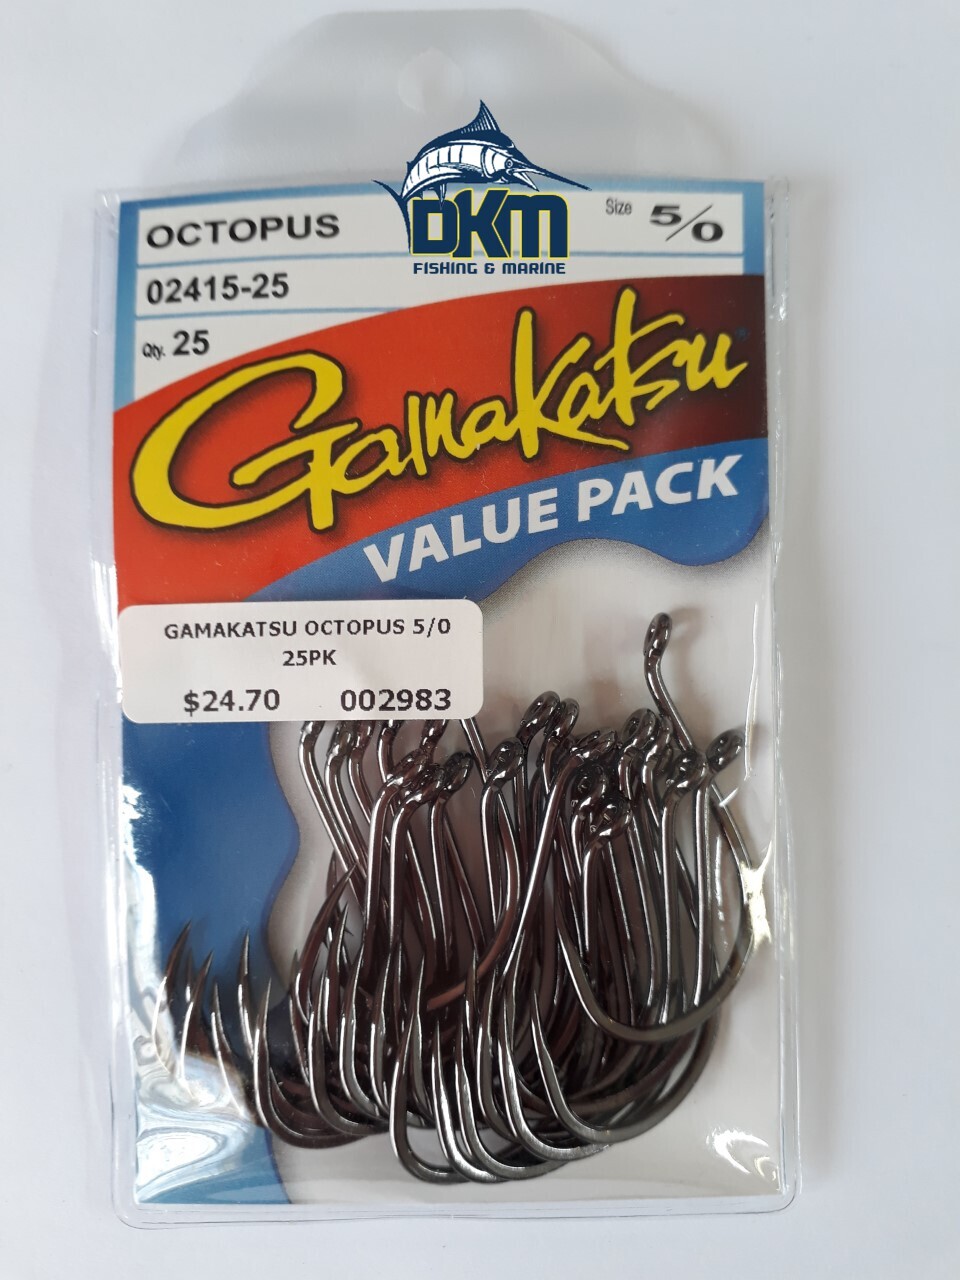 DKM
FISHING & MARINE
OCTOPUS
Size 5/0
02415-25
Qty. 25
Gamakatsu
VALUE PACK
GAMAKATSU OCTOPUS 5/0
25PK
$24.70 002983